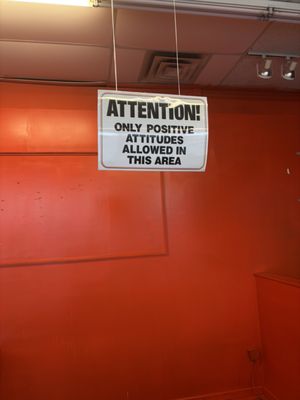 ATTENTION!
ONLY POSITIVE
ATTITUDES
ALLOWED IN
THIS AREA